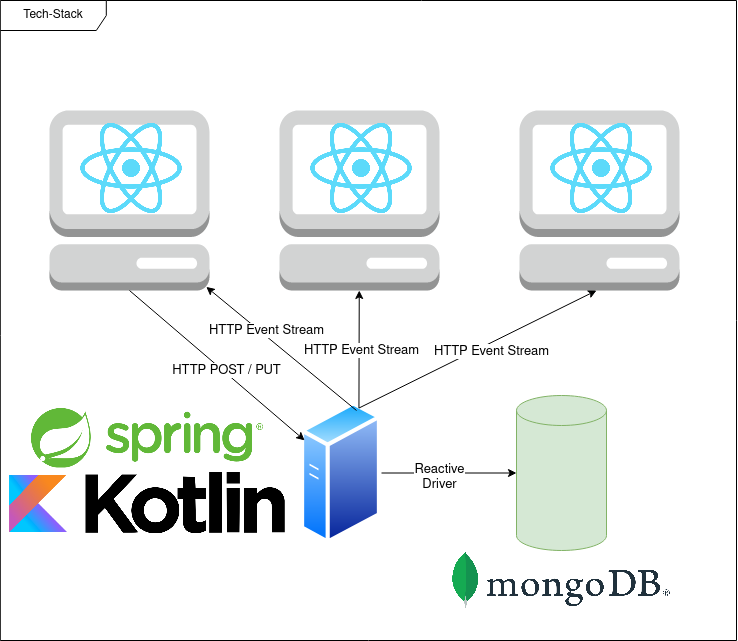 Tech-Stack
HTTP Event Stream
HTTP Event Stream
HTTP Event Stream
HTTP POST / PUT
spring®
Kotlin
Reactive
Driver
mongoDB®